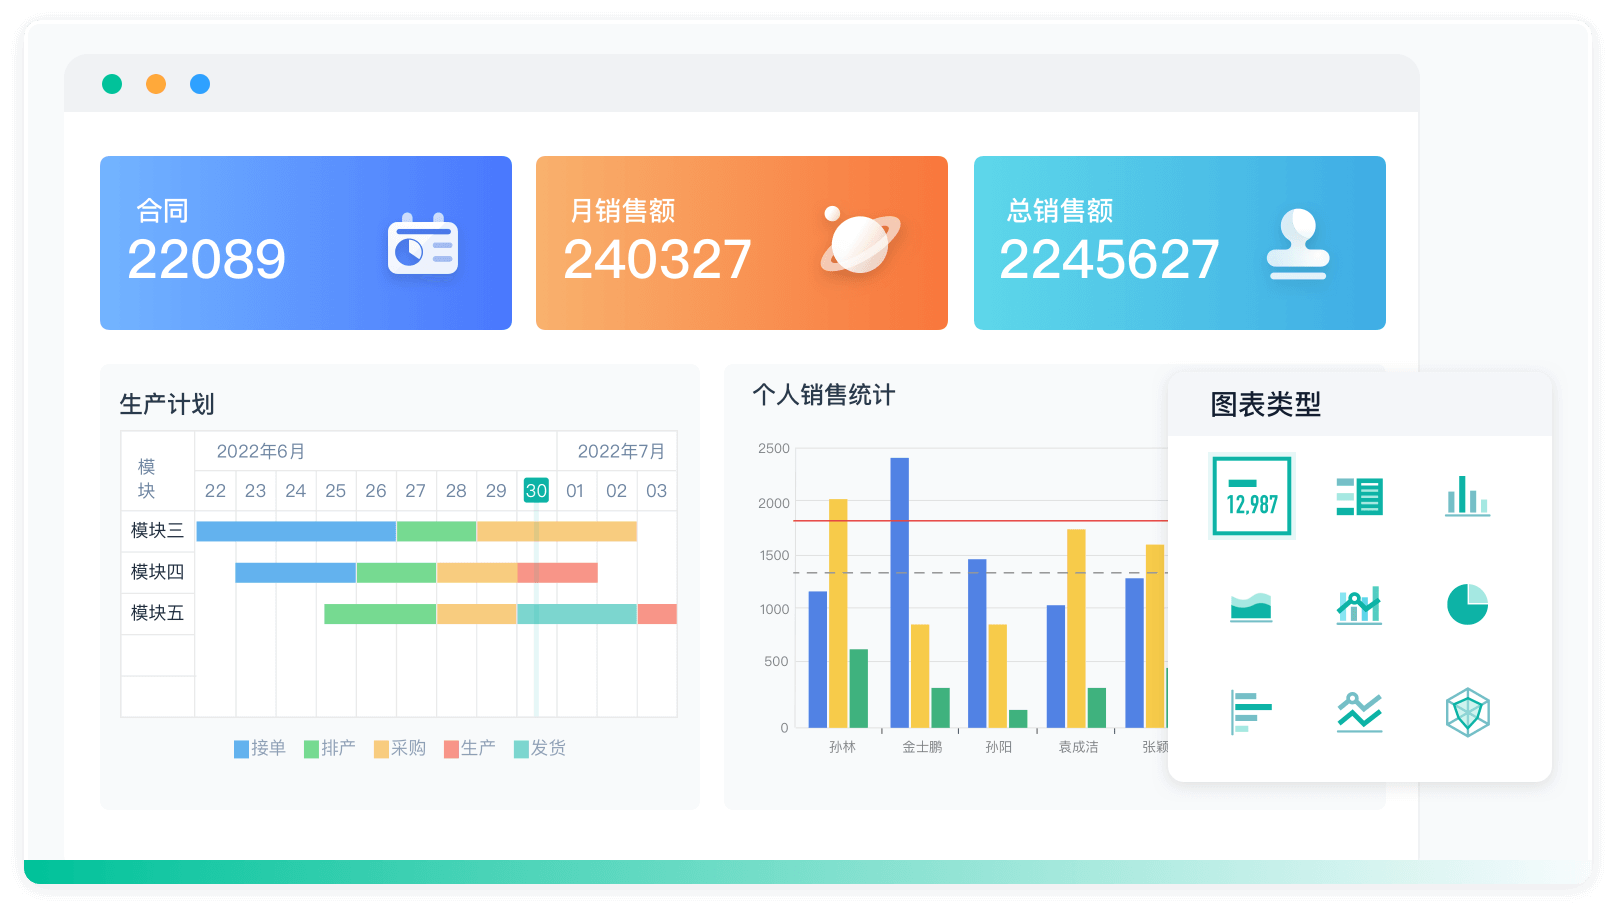 合同
22089
月销售额
240327
总销售额
2245627
生产计划
模块
2022年6月
2022年7月
22 23 24 25 26 27 28 29 30 01 02 03
模块三
模块四
模块五
接单 排产 采购 生产 发货
个人销售统计
2500
2000
1500
1000
500
0
孙林 金士鹏 孙阳 袁成洁 张颖
图表类型
12,987